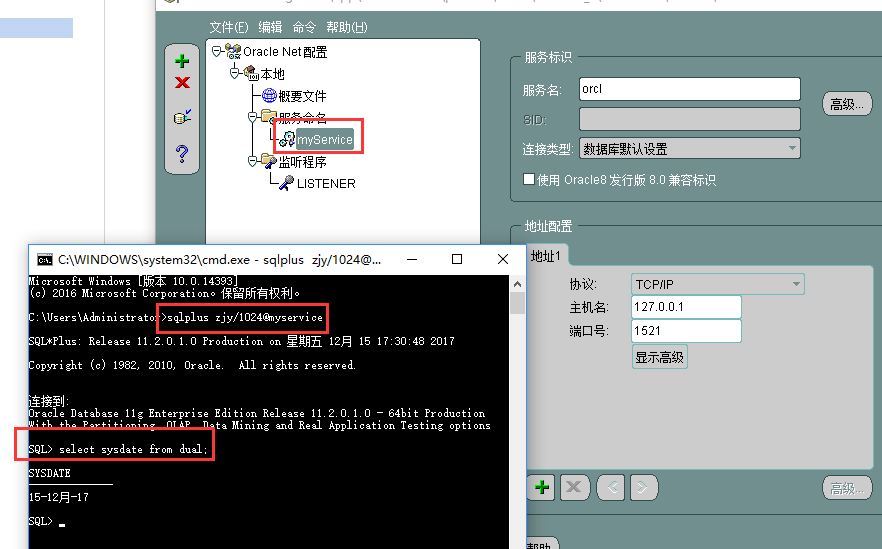 文件(F) 编辑 命令 帮助(H)
Oracle Net配置
本地
概要文件
服务命名
myService
监听程序
LISTENER
服务标识
服务名: orcl
SID:
高级...
连接类型: 数据库默认设置
使用 Oracle8 发行版 8.0 兼容标识
地址配置
地址1
协议: TCP/IP
主机名: 127.0.0.1
端口号: 1521
显示高级
高级...
帮助
C:\WINDOWS\system32\cmd.exe - sqlplus zjy/1024@...
Microsoft Windows [版本 10.0.14393]
(c) 2016 Microsoft Corporation。保留所有权利。
C:\Users\Administrator>sqlplus zjy/1024@myservice
SQL*Plus: Release 11.2.0.1.0 Production on 星期五 12月 15 17:30:48 2017
Copyright (c) 1982, 2010, Oracle. All rights reserved.
连接到:
Oracle Database 11g Enterprise Edition Release 11.2.0.1.0 - 64bit Production
With the Partitioning, OLAP, Data Mining and Real Application Testing options
SQL> select sysdate from dual;
SYSDATE
--------------
15-12月-17
SQL> _